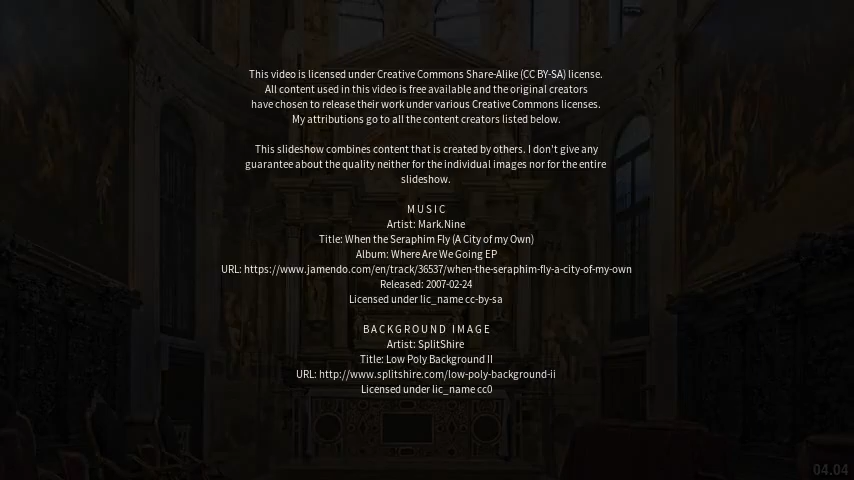 This video is licensed under Creative Commons Share-Alike (CC BY-SA) license.
All content used in this video is free available and the original creators
have chosen to release their work under various Creative Commons licenses.
My attributions go to all the content creators listed below.
This slideshow combines content that is created by others. I don't give any
guarantee about the quality neither for the individual images nor for the entire
slideshow.
MUSIC
Artist: Mark.Nine
Title: When the Seraphim Fly (A City of my Own)
Album: Where Are We Going EP
URL: https://www.jamendo.com/en/track/36537/when-the-seraphim-fly-a-city-of-my-own
Released: 2007-02-24
Licensed under lic_name cc-by-sa
BACKGROUND IMAGE
Artist: SplitShire
Title: Low Poly Background II
URL: http://www.splitshire.com/low-poly-background-ii
Licensed under lic_name cc0
04.04